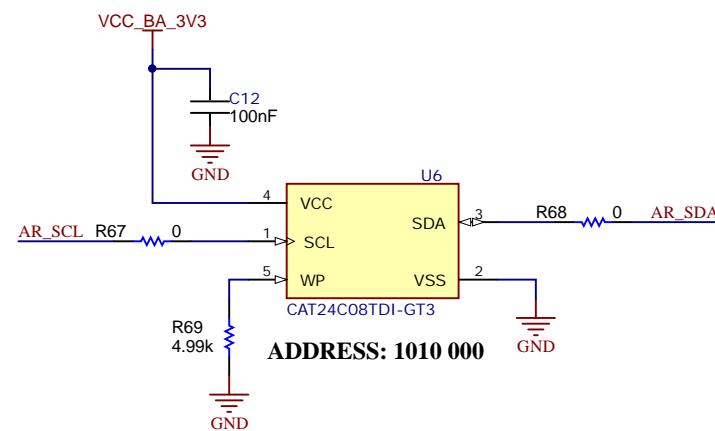 VCC_BA_3V3
C12
100nF
GND
U6
4
VCC
SDA
3
R68
0
AR_SDA
AR_SCL
R67
0
1
SCL
5
WP
VSS
2
CAT24C08TDI-GT3
R69
4.99k
ADDRESS: 1010 000
GND
GND